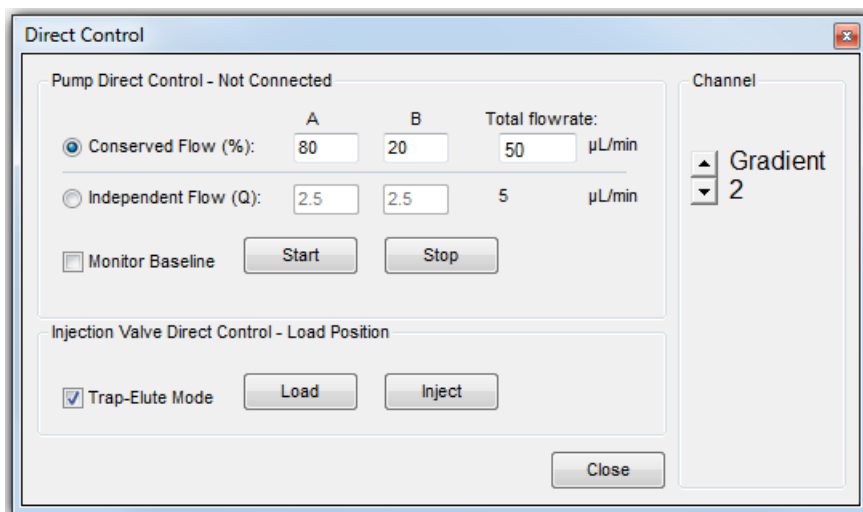 Direct Control
Pump Direct Control - Not Connected
A B Total flowrate:
Conserved Flow (%): 80 20 50 µL/min
Independent Flow (Q): 2.5 2.5 5 µL/min
Monitor Baseline Start Stop
Injection Valve Direct Control - Load Position
Trap-Elute Mode Load Inject
Close
Channel
Gradient
2